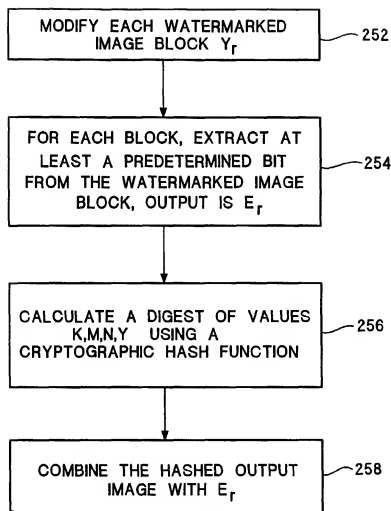 MODIFY EACH WATERMARKED
IMAGE BLOCK Yr
252
FOR EACH BLOCK, EXTRACT AT
LEAST A PREDETERMINED BIT
FROM THE WATERMARKED IMAGE
BLOCK, OUTPUT IS Er
254
CALCULATE A DIGEST OF VALUES
K,M,N,Y USING A
CRYPTOGRAPHIC HASH FUNCTION
256
COMBINE THE HASHED OUTPUT
IMAGE WITH Er
258